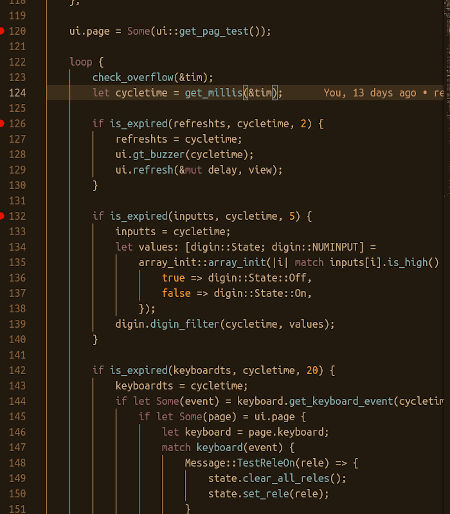 118 };
119
120 ui.page = Some(ui::get_pag_test());
121
122 loop {
123 check_overflow(&tim);
124 let cycletime = get_millis(&tim); You, 13 days ago • re
125
126 if is_expired(refreshts, cycletime, 2) {
127 refreshts = cycletime;
128 ui.gt_buzzer(cycletime);
129 ui.refresh(&mut delay, view);
130 }
131
132 if is_expired(inputts, cycletime, 5) {
133 inputts = cycletime;
134 let values: [digin::State; digin::NUMINPUT] =
135 array_init::array_init(|i| match inputs[i].is_high()
136 true => digin::State::Off,
137 false => digin::State::On,
138 });
139 digin.digin_filter(cycletime, values);
140 }
141
142 if is_expired(keyboardts, cycletime, 20) {
143 keyboardts = cycletime;
144 if let Some(event) = keyboard.get_keyboard_event(cycletim
145 if let Some(page) = ui.page {
146 let keyboard = page.keyboard;
147 match keyboard(event) {
148 Message::TestReleOn(rele) => {
149 state.clear_all_reles();
150 state.set_rele(rele);
151 }